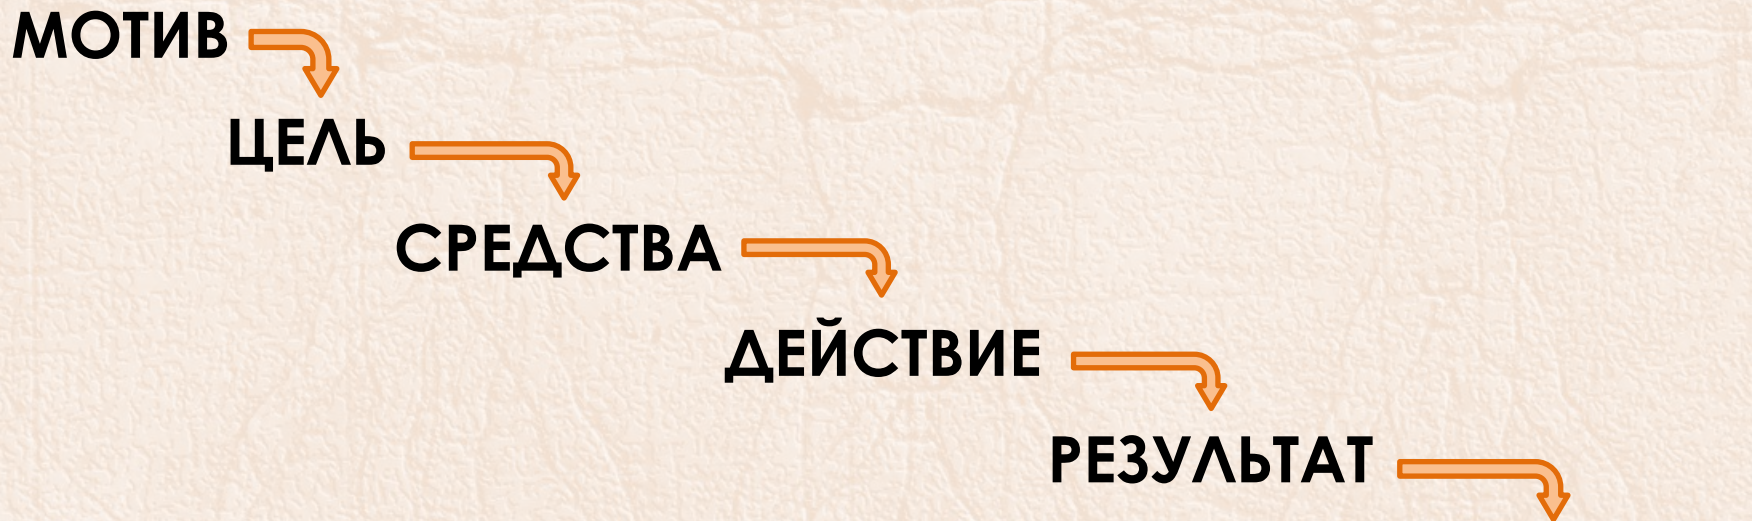 МОТИВ
ЦЕЛЬ
СРЕДСТВА
ДЕЙСТВИЕ
РЕЗУЛЬТАТ